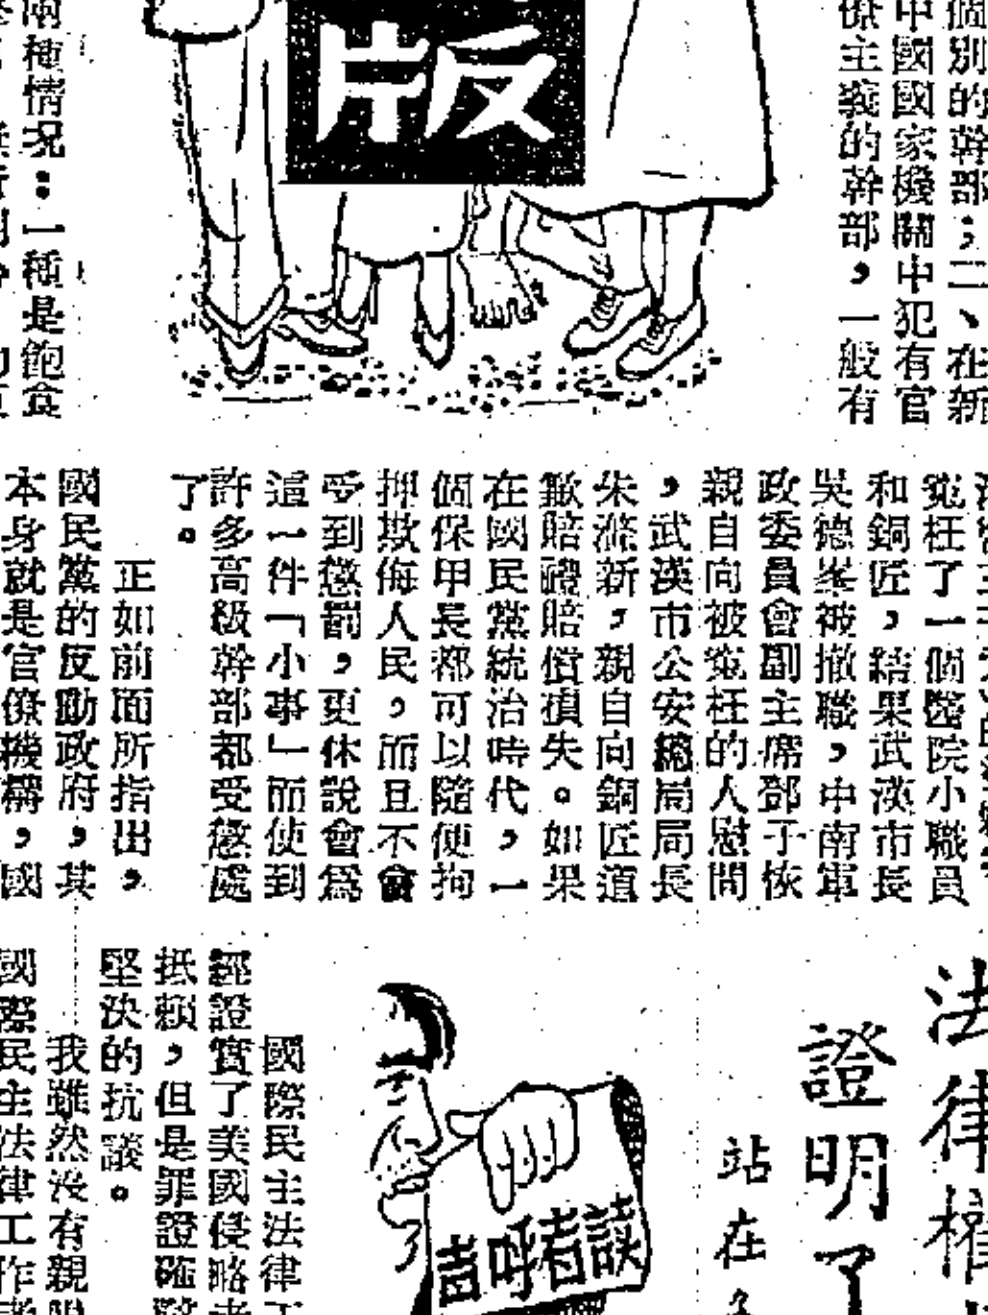 個別的幹部；二、在新
中國國家機關中犯有官
僚主義的幹部，一般有
版
兩種情況：一種是飽食
冤枉了一個醫院小職員
和銅匠，結果武漢市長
吳德峯被撤職，中南軍
政委員會副主席鄧子恢
親自向被冤枉的人慰問
，武漢市公安總局局長
朱滌新，親自向銅匠道
歉賠禮賠償損失。如果
在國民黨統治時代，一
個保甲長都可以隨便拘
押欺侮人民，而且不會
受到懲罰，更休說會爲
這一件「小事」而使到
許多高級幹部都受懲處
了。
正如前面所指出，
國民黨的反動政府，其
本身就是官僚機構，國
法律權
證明了
站在
讀者呼声
國際民主法律
經證實了美國侵略
抵賴，但是罪證確
堅決的抗議。
我雖然沒有親
國際民主法律工作